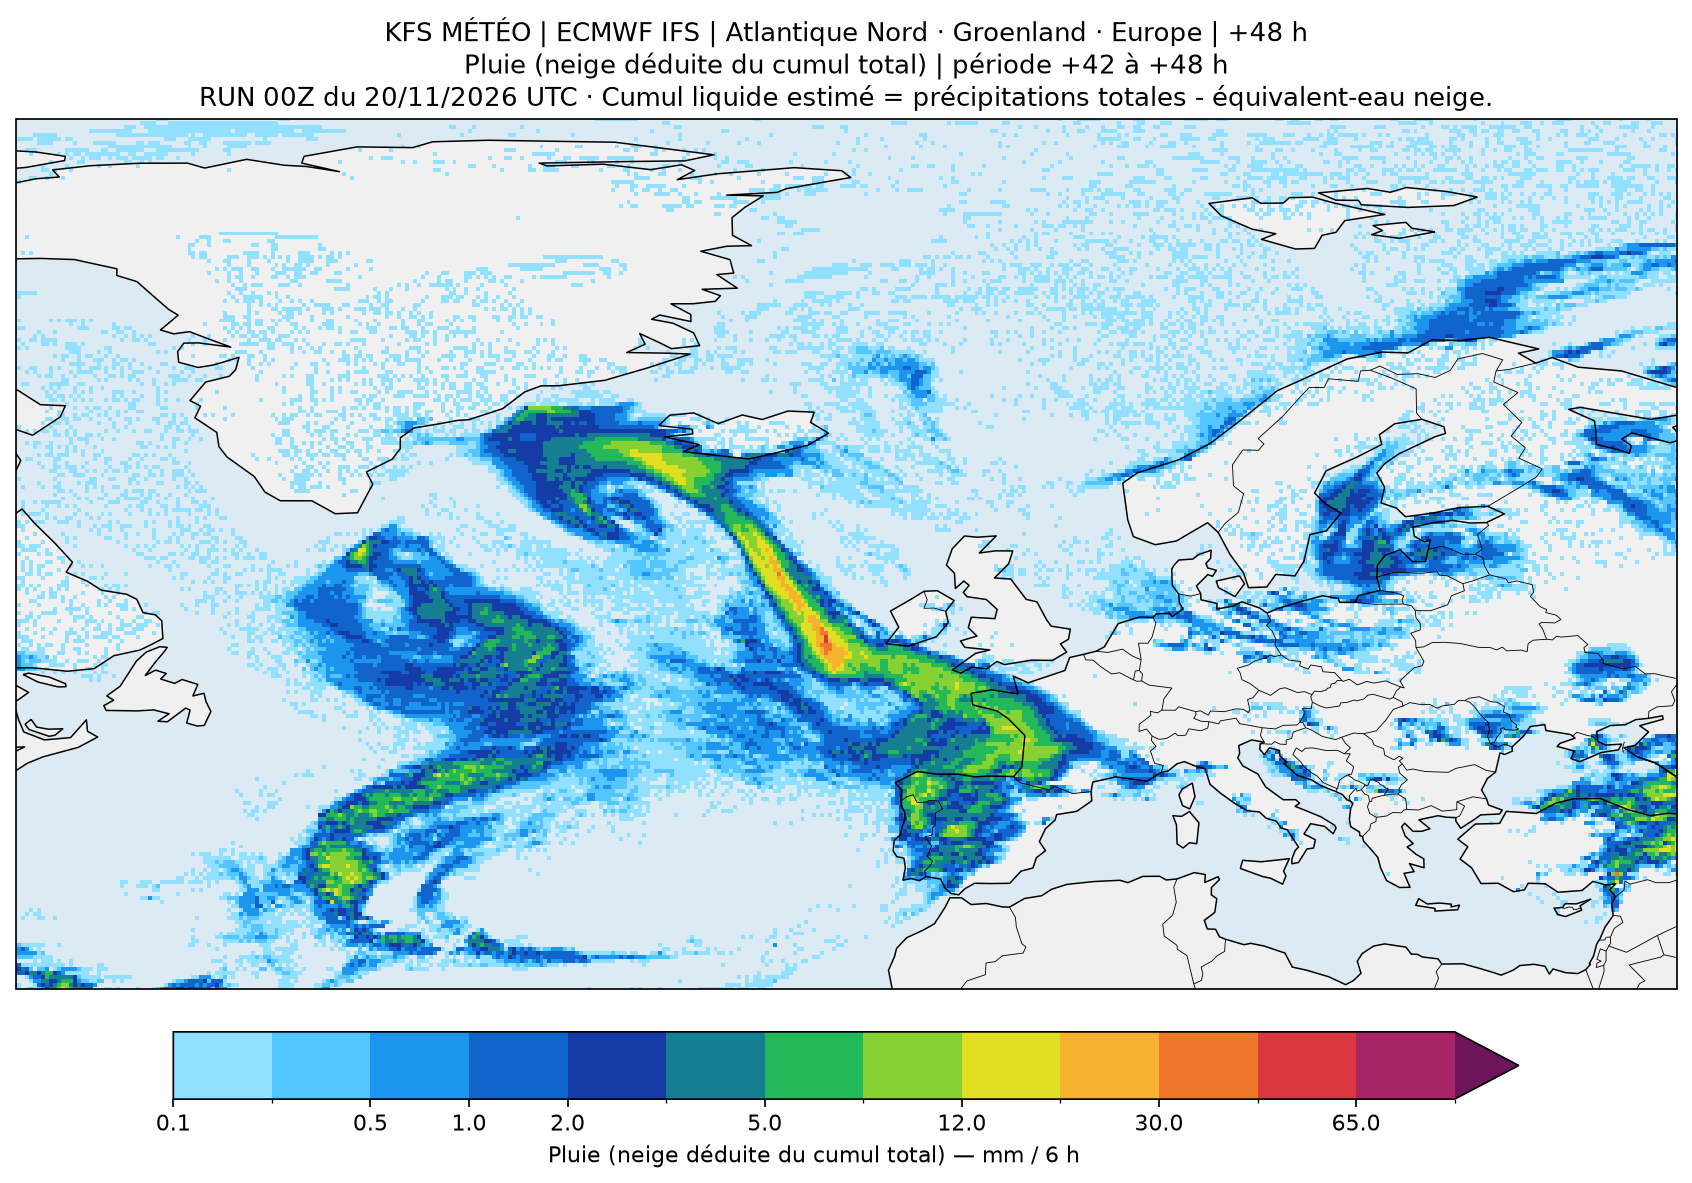 KFS MÉTÉO | ECMWF IFS | Atlantique Nord · Groenland · Europe | +48 h
Pluie (neige déduite du cumul total) | période +42 à +48 h
RUN 00Z du 20/11/2026 UTC · Cumul liquide estimé = précipitations totales - équivalent-eau neige.
0.1 0.5 1.0 2.0 5.0 12.0 30.0 65.0
Pluie (neige déduite du cumul total) — mm / 6 h